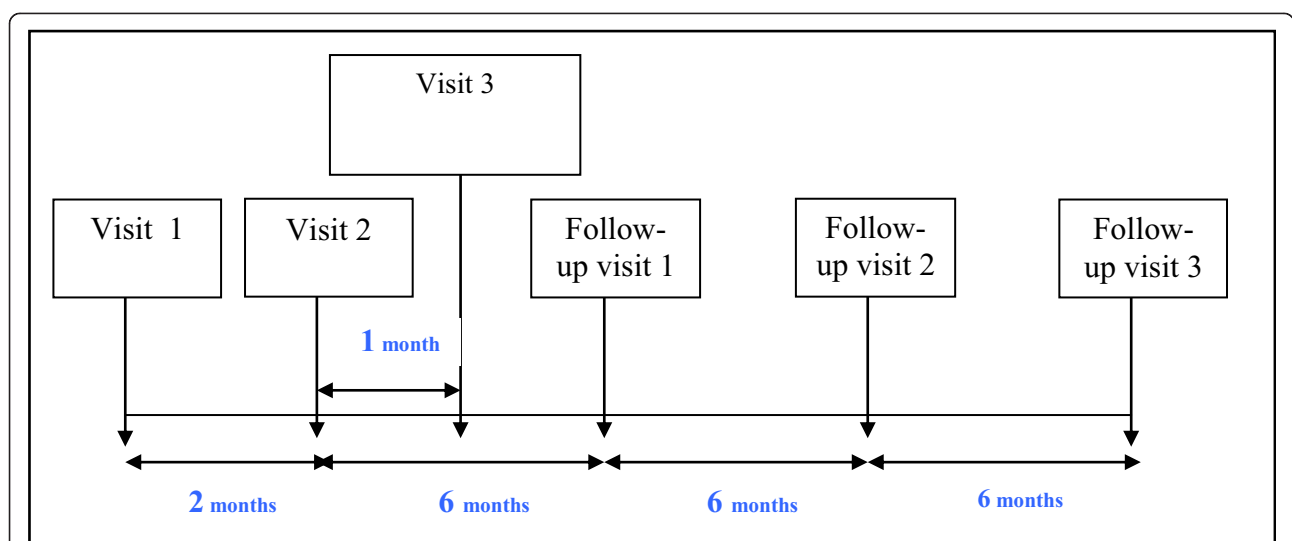 Visit 3
Visit 1
Visit 2
Follow-
up visit 1
Follow-
up visit 2
Follow-
up visit 3
1 month
2 months
6 months
6 months
6 months